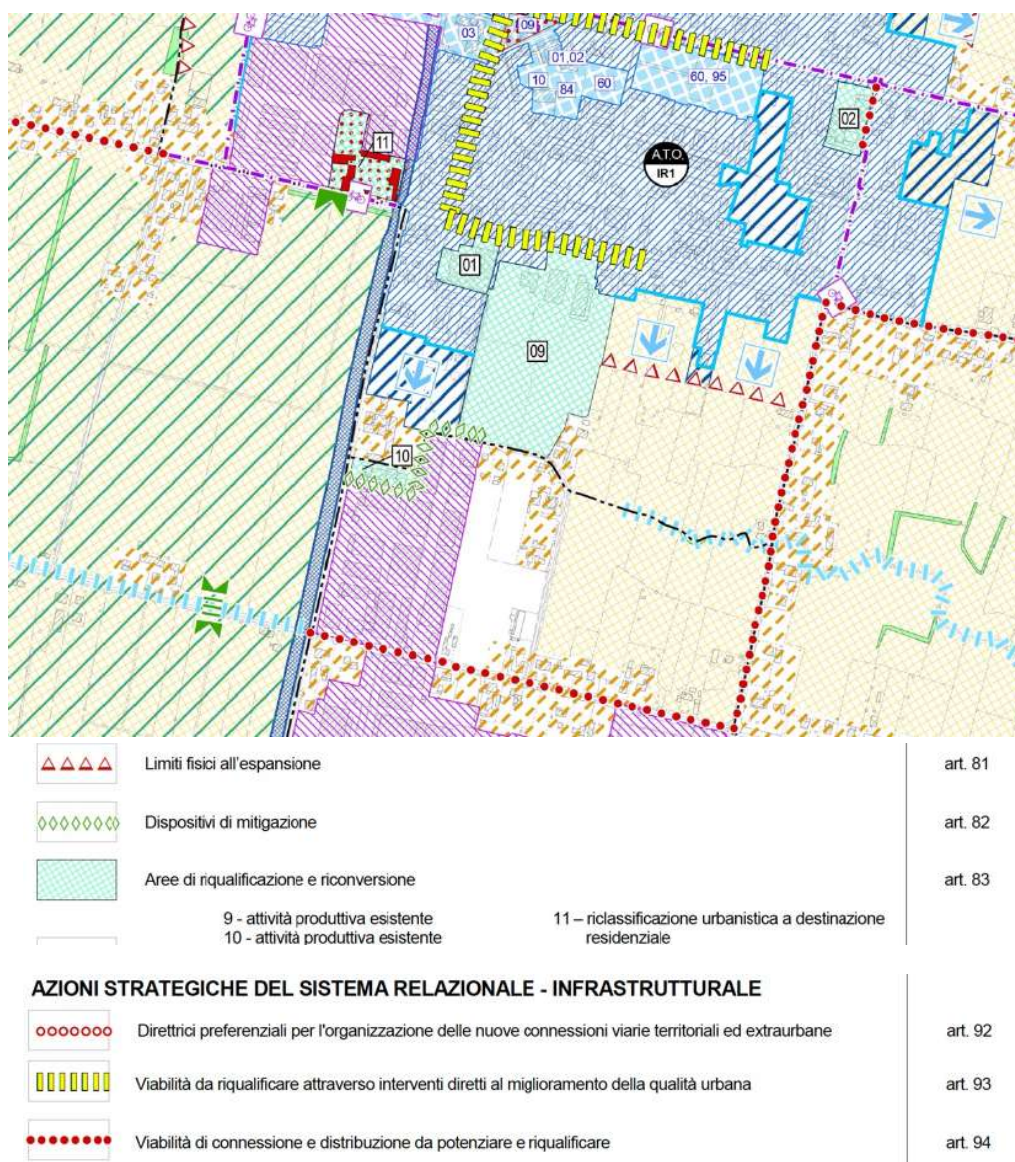 03
09
01,02
10
84
60
60, 95
02
11
A.T.O.
IR1
01
09
10
Limiti fisici all'espansione art. 81
Dispositivi di mitigazione art. 82
Aree di riqualificazione e riconversione art. 83
9 - attività produttiva esistente 11 – riclassificazione urbanistica a destinazione
10 - attività produttiva esistente residenziale
AZIONI STRATEGICHE DEL SISTEMA RELAZIONALE - INFRASTRUTTURALE
Direttrici preferenziali per l'organizzazione delle nuove connessioni viarie territoriali ed extraurbane art. 92
Viabilità da riqualificare attraverso interventi diretti al miglioramento della qualità urbana art. 93
Viabilità di connessione e distribuzione da potenziare e riqualificare art. 94